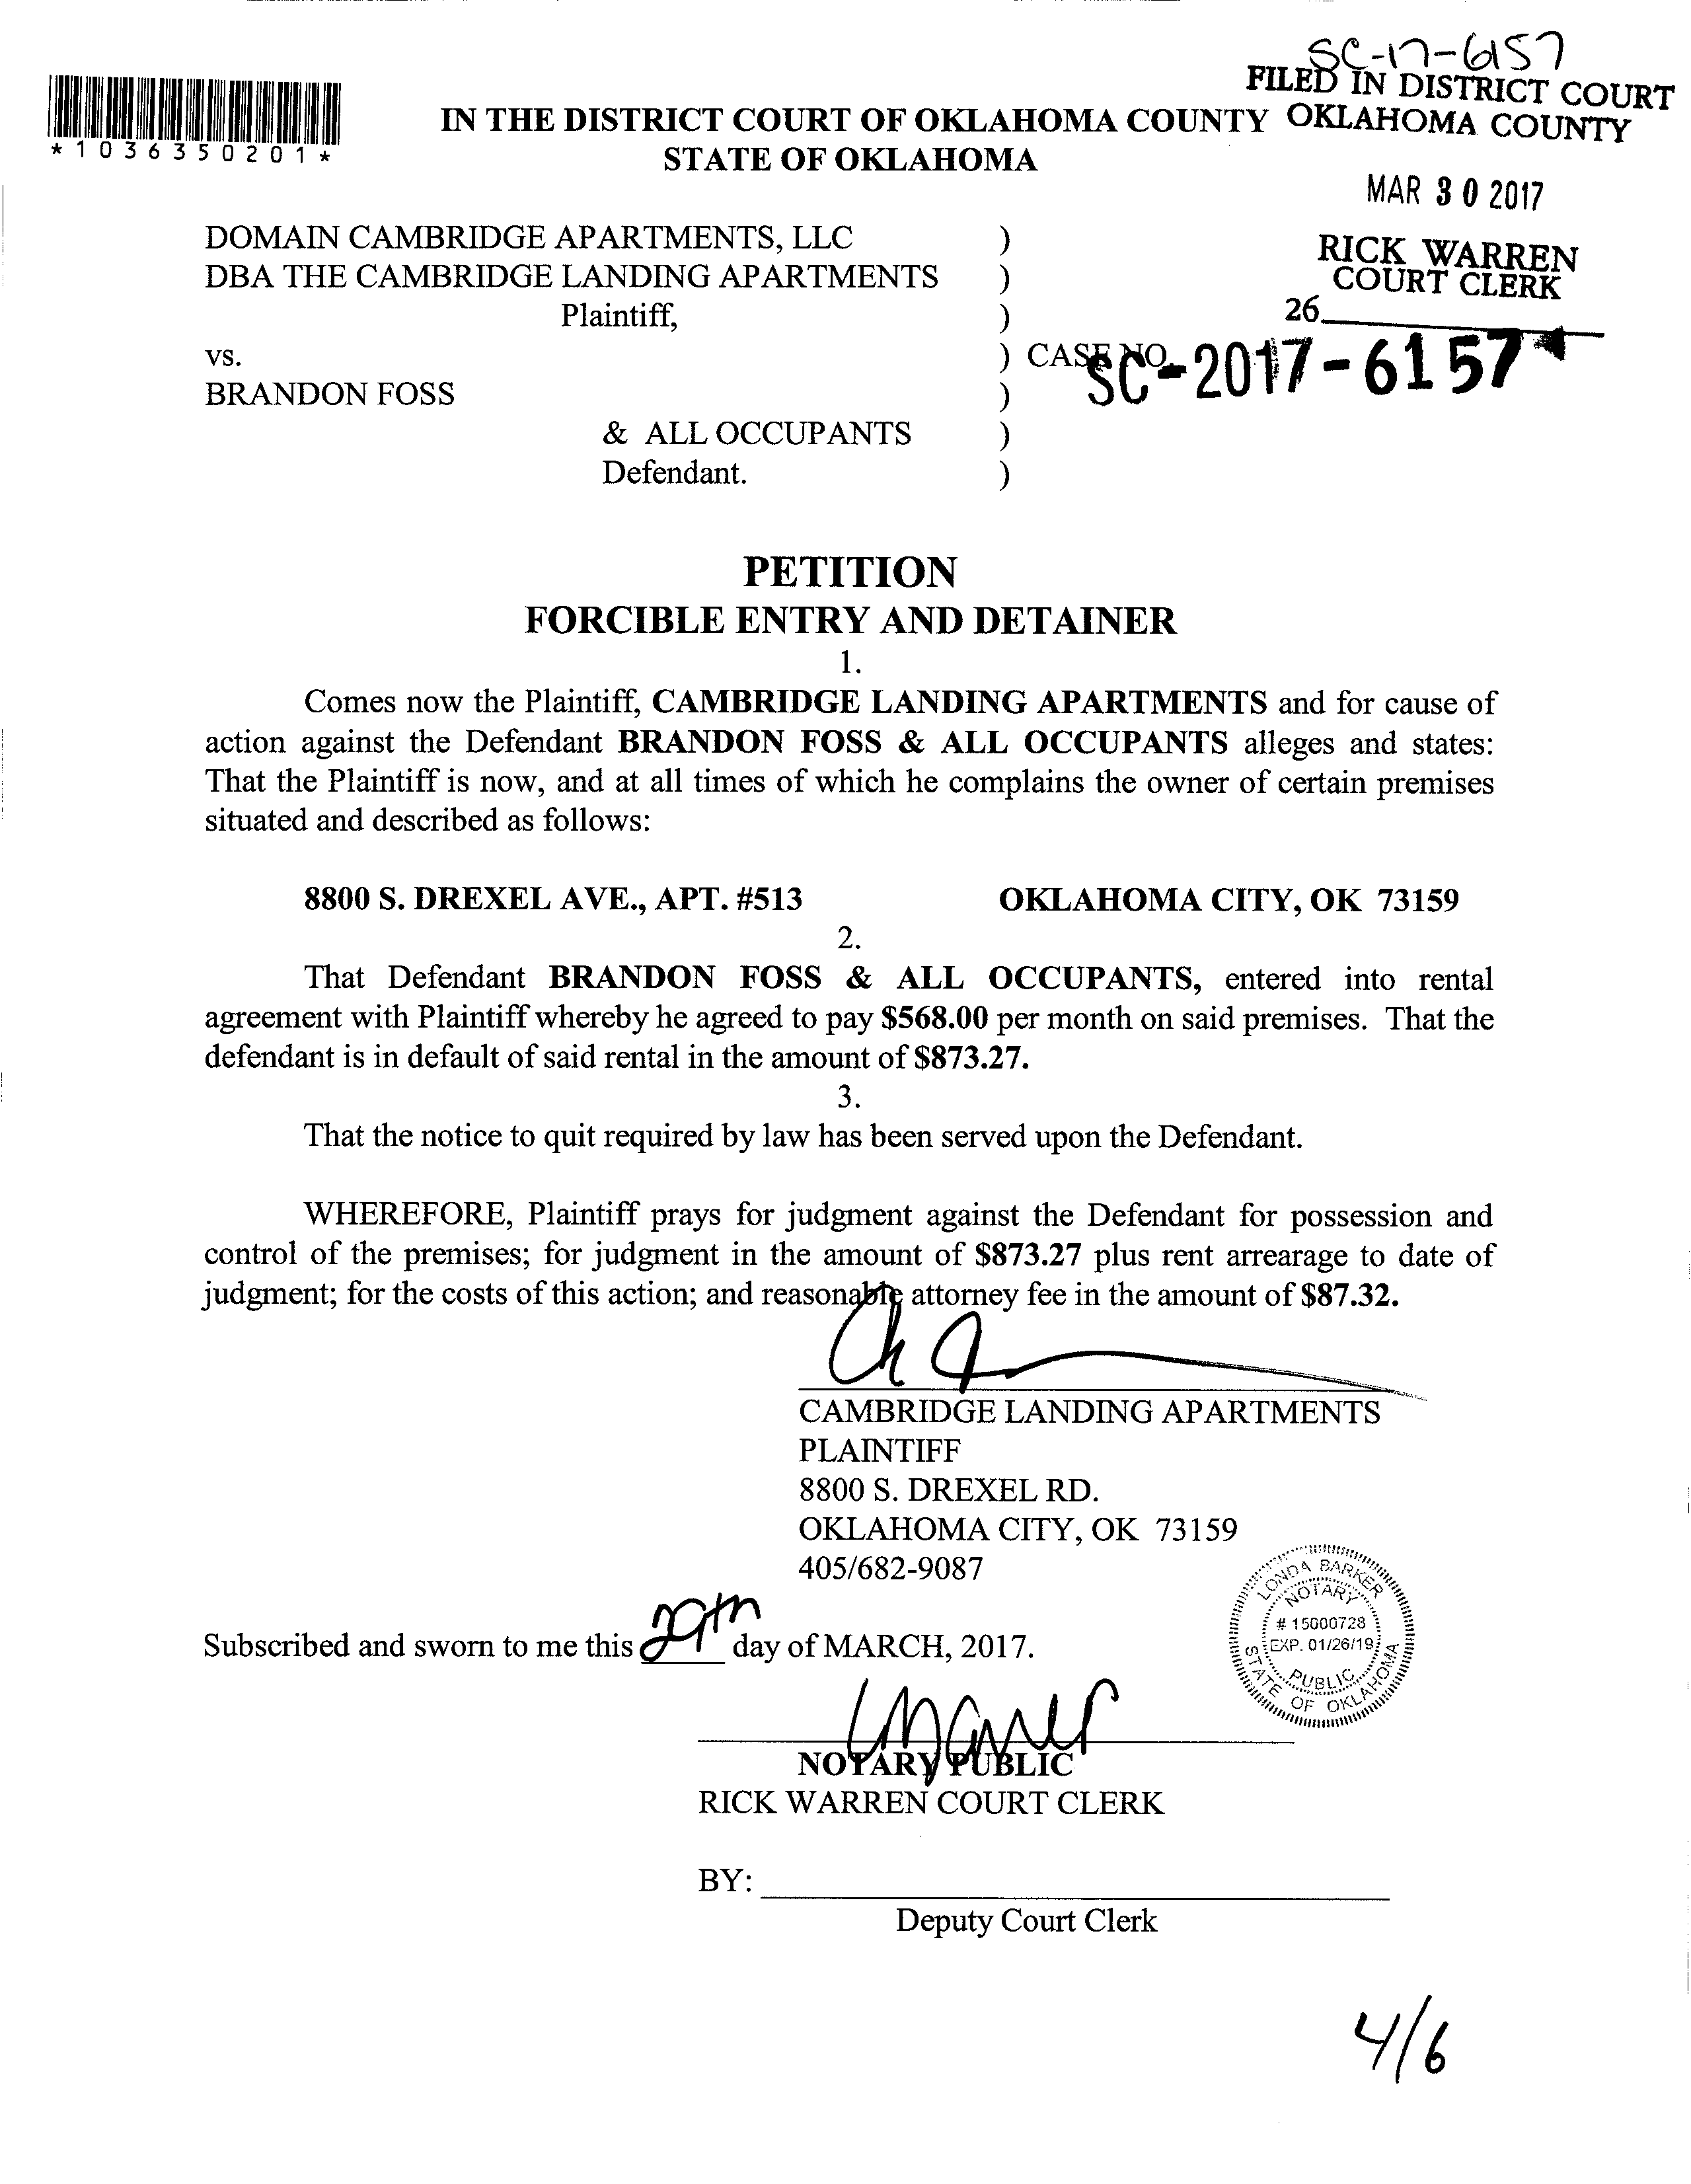 SC-17-6157
FILED IN DISTRICT COURT
OKLAHOMA COUNTY
*1036350201*
IN THE DISTRICT COURT OF OKLAHOMA COUNTY
STATE OF OKLAHOMA
MAR 30 2017
RICK WARREN
COURT CLERK
26
DOMAIN CAMBRIDGE APARTMENTS, LLC )
DBA THE CAMBRIDGE LANDING APARTMENTS )
Plaintiff, )
vs. ) CASE NO. SC-2017-6157
BRANDON FOSS )
& ALL OCCUPANTS )
Defendant. )
PETITION
FORCIBLE ENTRY AND DETAINER
1.
Comes now the Plaintiff, CAMBRIDGE LANDING APARTMENTS and for cause of
action against the Defendant BRANDON FOSS & ALL OCCUPANTS alleges and states:
That the Plaintiff is now, and at all times of which he complains the owner of certain premises
situated and described as follows:
8800 S. DREXEL AVE., APT. #513 OKLAHOMA CITY, OK 73159
2.
That Defendant BRANDON FOSS & ALL OCCUPANTS, entered into rental
agreement with Plaintiff whereby he agreed to pay $568.00 per month on said premises. That the
defendant is in default of said rental in the amount of $873.27.
3.
That the notice to quit required by law has been served upon the Defendant.
WHEREFORE, Plaintiff prays for judgment against the Defendant for possession and
control of the premises; for judgment in the amount of $873.27 plus rent arrearage to date of
judgment; for the costs of this action; and reasonable attorney fee in the amount of $87.32.
CAMBRIDGE LANDING APARTMENTS
PLAINTIFF
8800 S. DREXEL RD.
OKLAHOMA CITY, OK 73159
405/682-9087
LONDA BARKER
NOTARY
# 15000728
EXP. 01/26/19
PUBLIC
STATE OF OKLAHOMA
Subscribed and sworn to me this 29th day of MARCH, 2017.
NOTARY PUBLIC
RICK WARREN COURT CLERK
BY:
Deputy Court Clerk
4/6